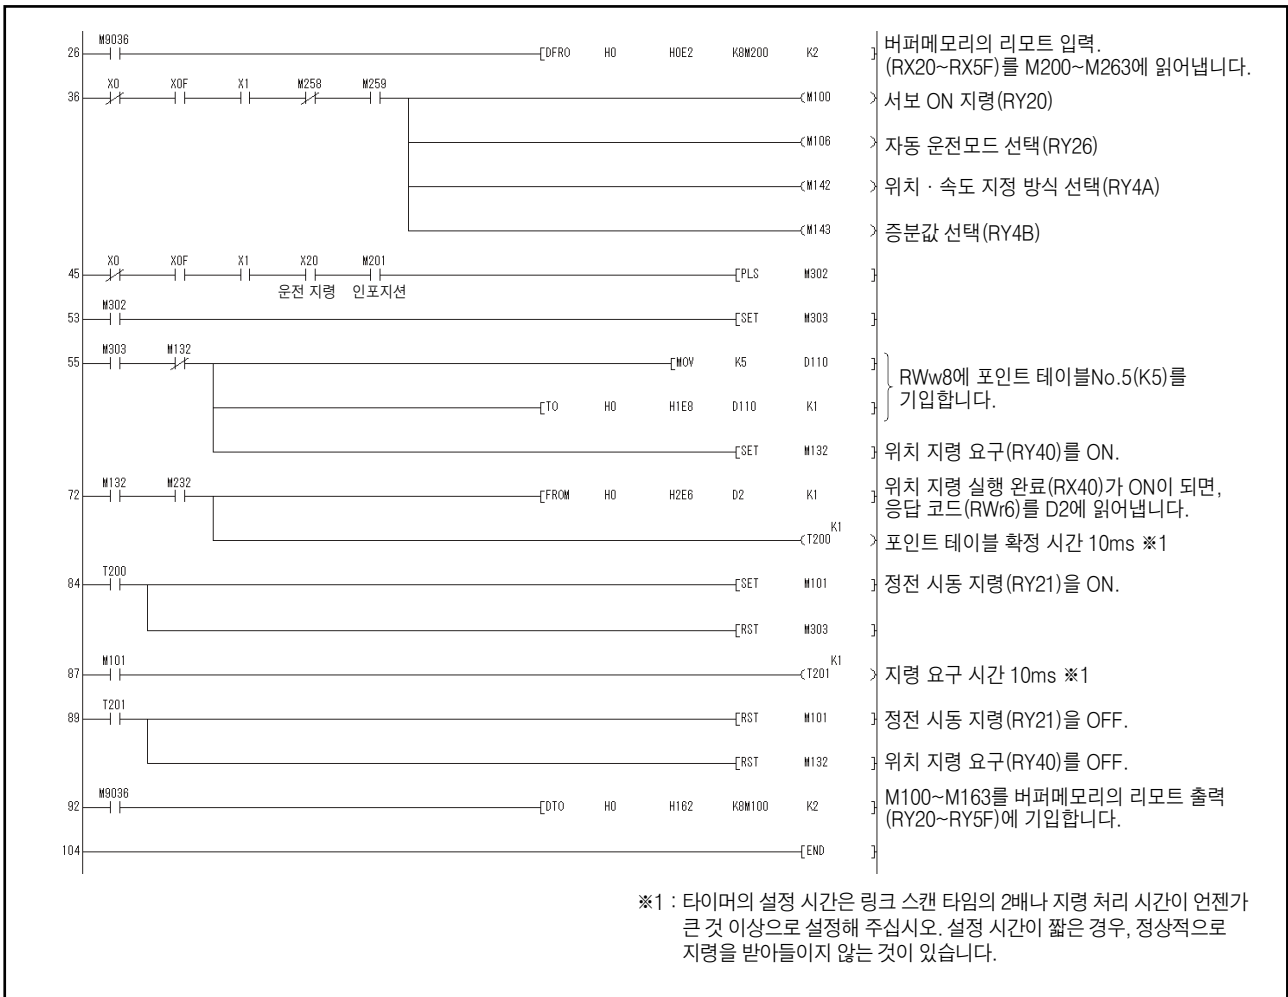 M9036
26 DFRO H0 H0E2 K8M200 K2
버퍼메모리의 리모트 입력.
(RX20~RX5F)를 M200~M263에 읽어냅니다.
X0 X0F X1 M258 M259
36 M100 서보 ON 지령(RY20)
M106 자동 운전모드 선택(RY26)
M142 위치 · 속도 지정 방식 선택(RY4A)
M143 증분값 선택(RY4B)
X0 X0F X1 X20 M201
45 PLS M302
운전 지령 인포지션
M302
53 SET M303
M303 M132
55 MOV K5 D110
RWw8에 포인트 테이블No.5(K5)를
기입합니다.
TO H0 H1E8 D110 K1
SET M132 위치 지령 요구(RY40)를 ON.
M132 M232
72 FROM H0 H2E6 D2 K1
위치 지령 실행 완료(RX40)가 ON이 되면,
응답 코드(RWr6)를 D2에 읽어냅니다.
K1
T200 포인트 테이블 확정 시간 10ms ※1
T200
84 SET M101 정전 시동 지령(RY21)을 ON.
RST M303
M101 K1
87 T201 지령 요구 시간 10ms ※1
T201
89 RST M101 정전 시동 지령(RY21)을 OFF.
RST M132 위치 지령 요구(RY40)를 OFF.
M9036
92 DTO H0 H162 K8M100 K2
M100~M163를 버퍼메모리의 리모트 출력
(RY20~RY5F)에 기입합니다.
104 END
※1 : 타이머의 설정 시간은 링크 스캔 타임의 2배나 지령 처리 시간이 언젠가
큰 것 이상으로 설정해 주십시오. 설정 시간이 짧은 경우, 정상적으로
지령을 받아들이지 않는 것이 있습니다.